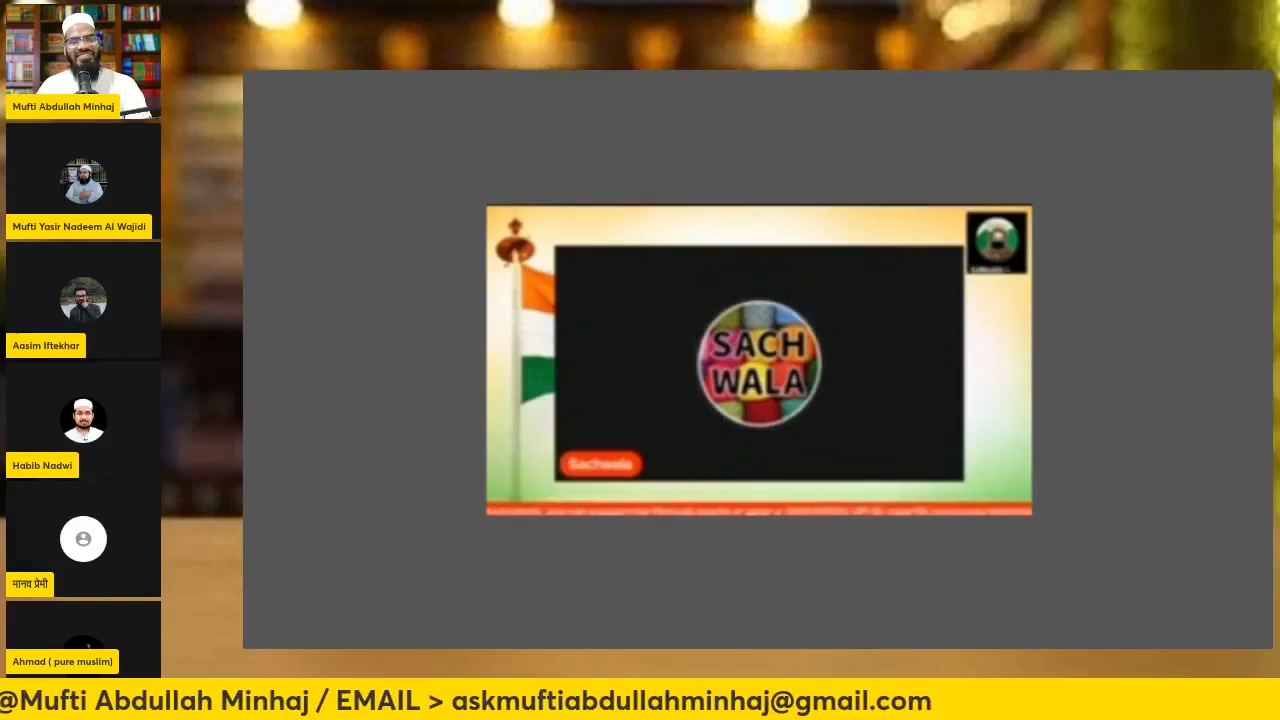 Mufti Abdullah Minhaj
Mufti Yasir Nadeem Al Wajidi
Aasim Iftekhar
Habib Nadwi
मानव प्रेमी
Ahmad ( pure muslim)
SACH
WALA
Sachwala
@Mufti Abdullah Minhaj / EMAIL > askmuftiabdullahminhaj@gmail.com